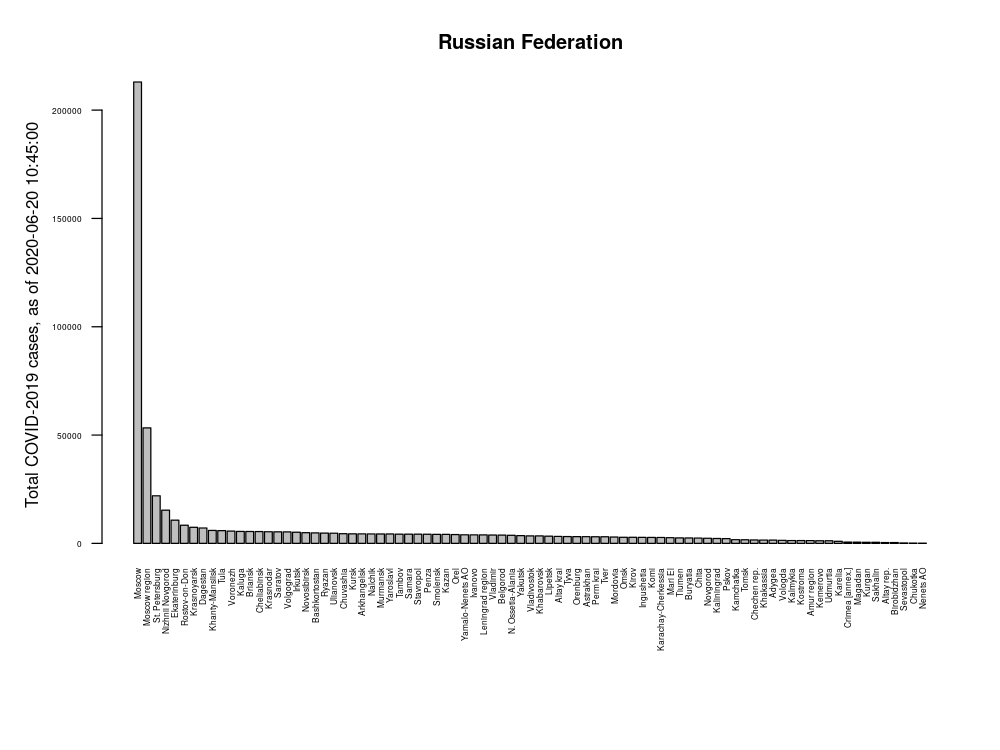 Russian Federation
Total COVID-2019 cases, as of 2020-06-20 10:45:00
200000
150000
100000
50000
0
Moscow
Moscow region
St. Petersburg
Nizhnii Novgorod
Ekaterinburg
Rostov-on-Don
Krasnoyarsk
Dagestan
Khanty-Mansiisk
Tula
Voronezh
Kaluga
Briansk
Cheliabinsk
Krasnodar
Saratov
Volgograd
Irkutsk
Novosibirsk
Bashkortostan
Ryazan
Ulianovsk
Chuvashia
Kursk
Arkhangelsk
Nalchik
Murmansk
Yaroslavl
Tambov
Samara
Stavropol
Penza
Smolensk
Kazan
Orel
Yamalo-Nenets AO
Ivanovo
Leningrad region
Vladimir
Belgorod
N.Ossetia-Alania
Yakutsk
Vladivostok
Khabarovsk
Lipetsk
Altay krai
Tyva
Orenburg
Astrakhan
Perm krai
Tver
Mordovia
Omsk
Kirov
Ingushetia
Komi
Karachay-Cherkesia
Mari El
Tiumen
Buryatia
Chita
Novgorod
Kaliningrad
Pskov
Kamchatka
Tomsk
Chechen rep.
Khakassia
Adygea
Vologda
Kalmykia
Kostroma
Amur region
Kemerovo
Udmurtia
Karelia
Crimea [annex.]
Magadan
Kurgan
Sakhalin
Altay rep.
Birobidzhan
Sevastopol
Chukotka
Nenets AO